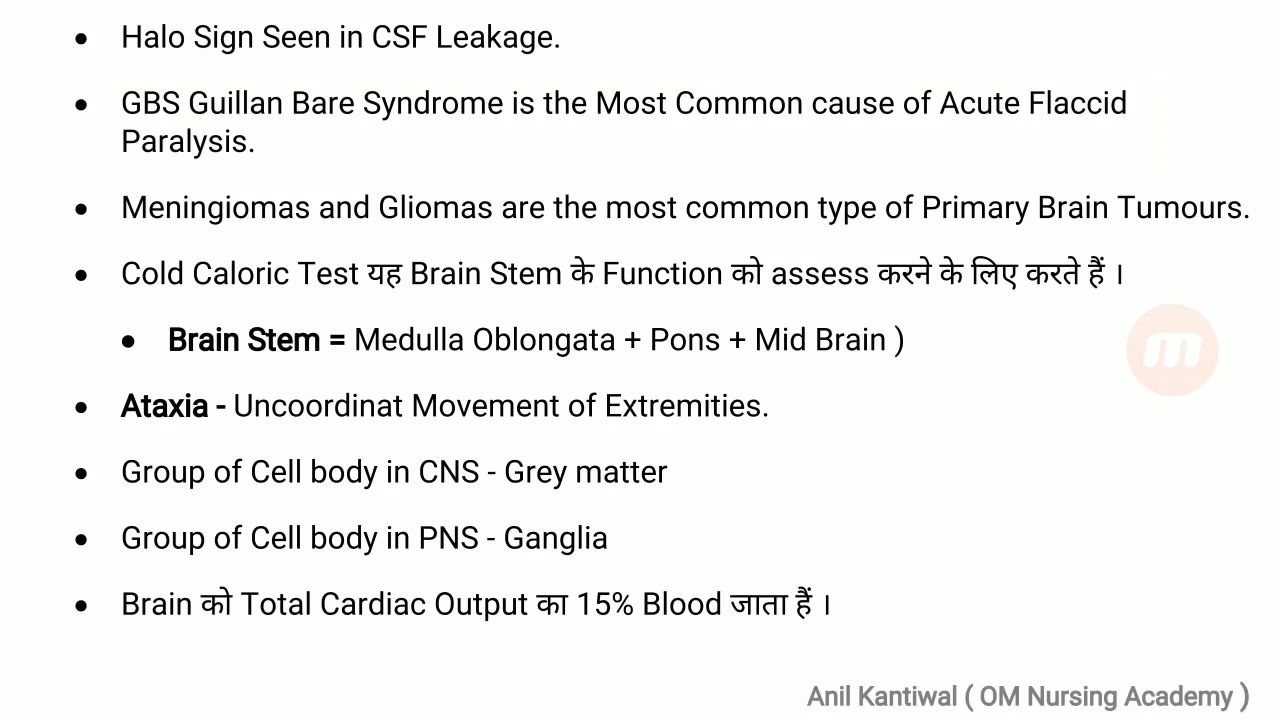 • Halo Sign Seen in CSF Leakage.
• GBS Guillan Bare Syndrome is the Most Common cause of Acute Flaccid
Paralysis.
• Meningiomas and Gliomas are the most common type of Primary Brain Tumours.
• Cold Caloric Test यह Brain Stem के Function को assess करने के लिए करते हैं ।
• Brain Stem = Medulla Oblongata + Pons + Mid Brain )
• Ataxia - Uncoordinat Movement of Extremities.
• Group of Cell body in CNS - Grey matter
• Group of Cell body in PNS - Ganglia
• Brain को Total Cardiac Output का 15% Blood जाता हैं ।
Anil Kantiwal ( OM Nursing Academy )